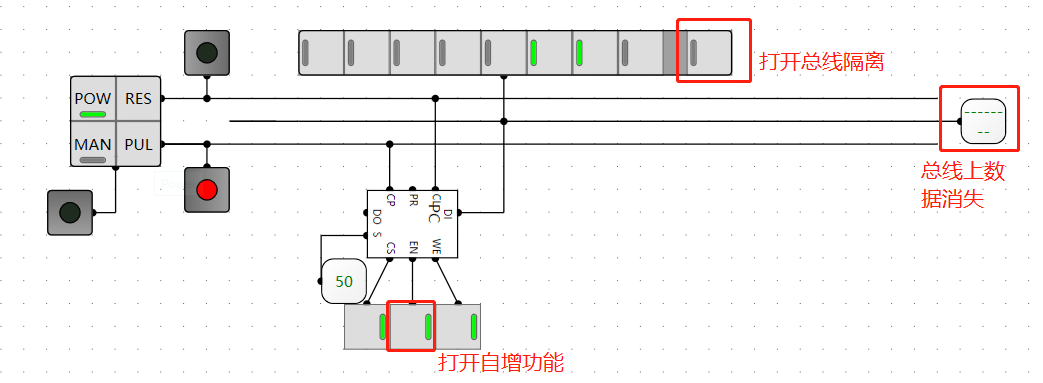 打开总线隔离
POW RES
MAN PUL
------
--
总线上数
据消失
CP PR CL PC DI
DO S
CS EN WE
50
打开自增功能